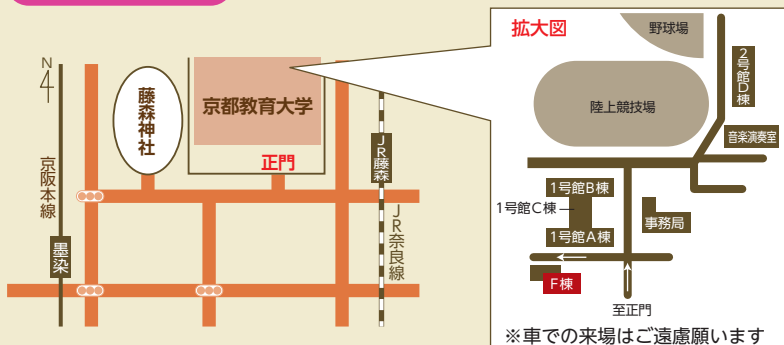 N
藤森神社
京都教育大学
正門
京阪本線
墨染
JR藤森
JR奈良線
拡大図
野球場
陸上競技場
2号館D棟
音楽演奏室
1号館B棟
1号館C棟
1号館A棟
事務局
F棟
至正門
※車での来場はご遠慮願います